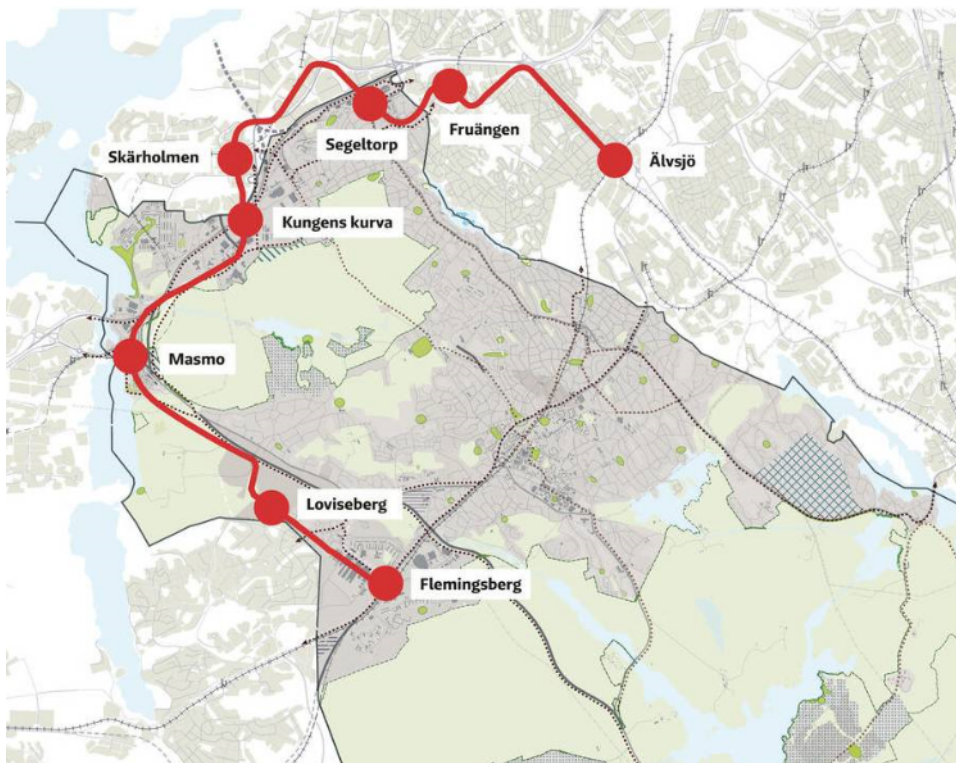 Fruängen
Segeltorp
Skärholmen
Älvsjö
Kungens kurva
Masmo
Loviseberg
Flemingsberg